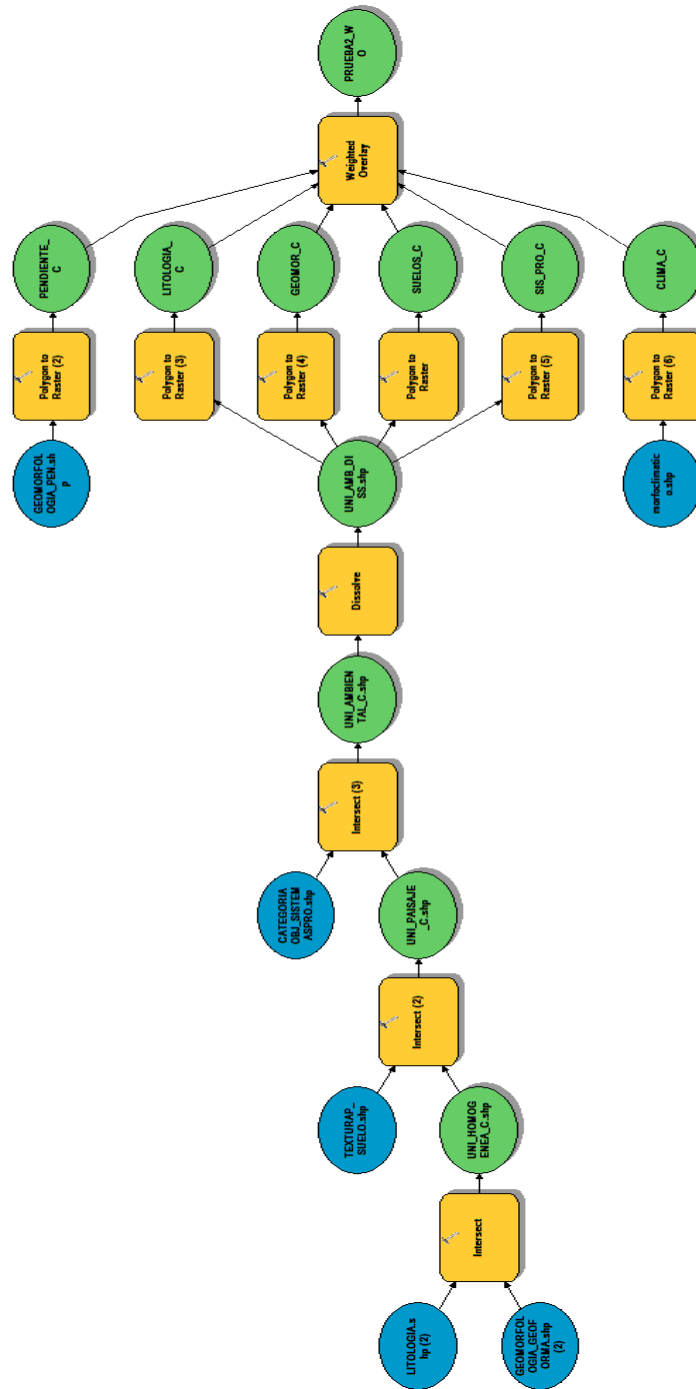 PRUEBA2_W
O
Weighted
Overlay
PENDIENTE_
C
LITOLOGIA_
C
GEOMOR_C
SUELOS_C
SIS_PRO_C
CLIMA_C
Polygon to
Raster (2)
Polygon to
Raster (3)
Polygon to
Raster (4)
Polygon to
Raster
Polygon to
Raster (5)
Polygon to
Raster (6)
GEOMORFOL
OGIA_PEN.sh
p
UNI_AMB_DI
SS.shp
morfoclimatic
o.shp
Dissolve
UNI_AMBIEN
TAL_C.shp
Intersect (3)
CATEGORIA
OBJ_SISTEM
ASPRO.shp
UNI_PAISAJE
_C.shp
Intersect (2)
TEXTURAP_
SUELO.shp
UNI_HOMOG
ENEA_C.shp
Intersect
LITOLOGIA.s
hp (2)
GEOMORFOL
OGIA_GEOF
ORMA.shp
(2)